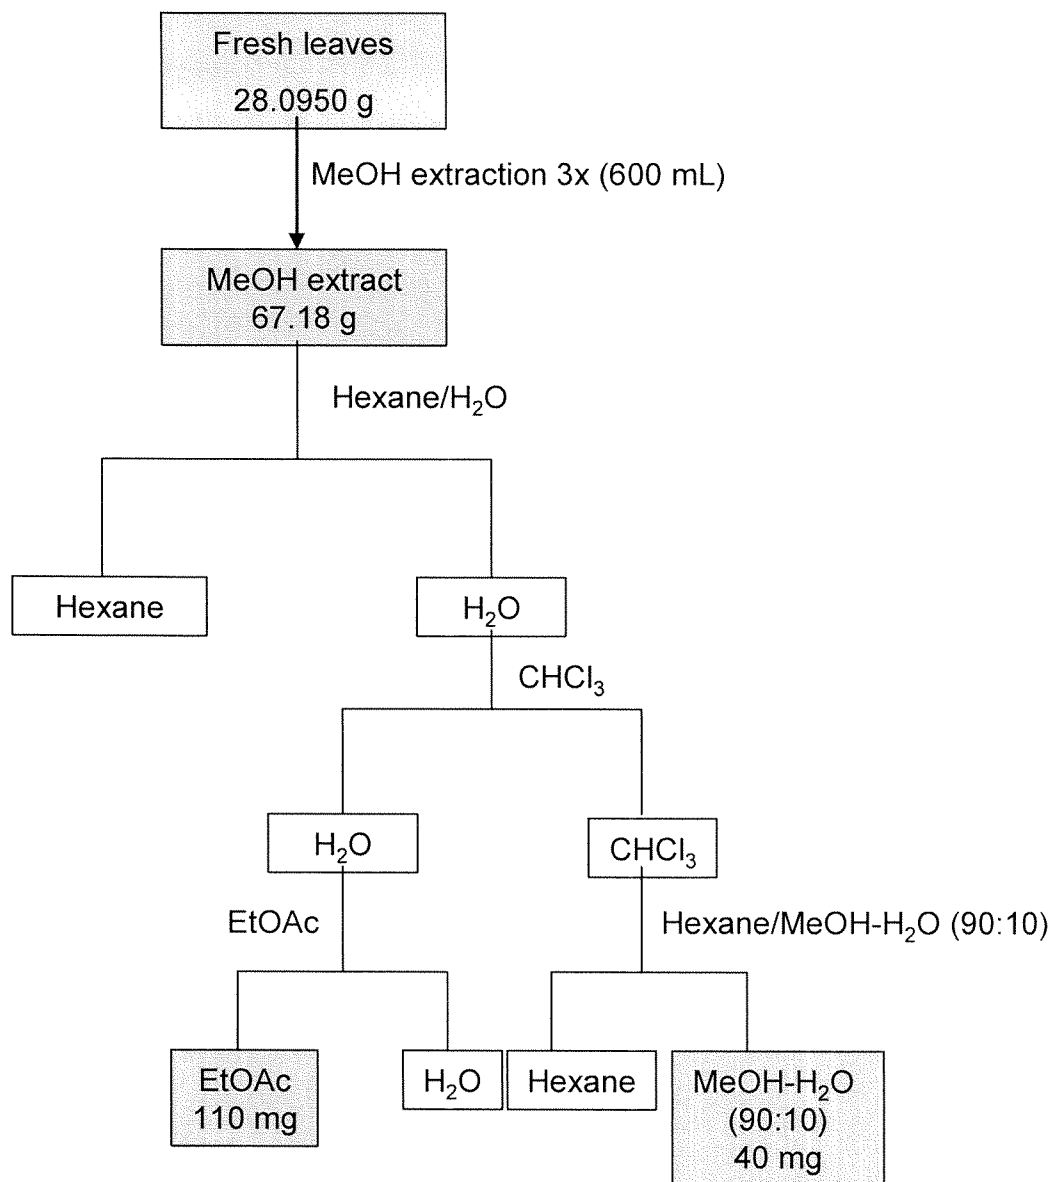 Fresh leaves
28.0950 g
MeOH extraction 3x (600 mL)
MeOH extract
67.18 g
Hexane/H₂O
Hexane
H₂O
CHCl₃
H₂O
CHCl₃
EtOAc
Hexane/MeOH-H₂O (90:10)
EtOAc
110 mg
H₂O
Hexane
MeOH-H₂O
(90:10)
40 mg